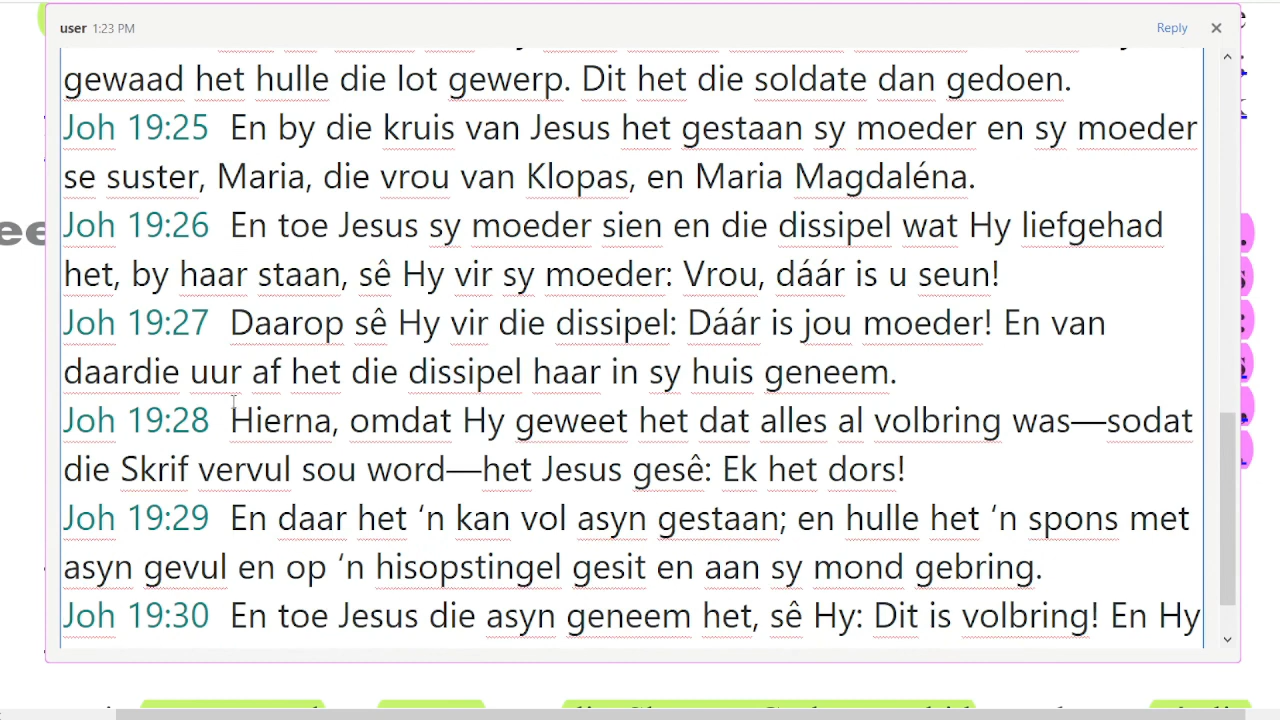 user 1:23 PM Reply
gewaad het hulle die lot gewerp. Dit het die soldate dan gedoen.
Joh 19:25 En by die kruis van Jesus het gestaan sy moeder en sy moeder
se suster, Maria, die vrou van Klopas, en Maria Magdaléna.
Joh 19:26 En toe Jesus sy moeder sien en die dissipel wat Hy liefgehad
het, by haar staan, sê Hy vir sy moeder: Vrou, dáár is u seun!
Joh 19:27 Daarop sê Hy vir die dissipel: Dáár is jou moeder! En van
daardie uur af het die dissipel haar in sy huis geneem.
Joh 19:28 Hierna, omdat Hy geweet het dat alles al volbring was—sodat
die Skrif vervul sou word—het Jesus gesê: Ek het dors!
Joh 19:29 En daar het ‘n kan vol asyn gestaan; en hulle het ‘n spons met
asyn gevul en op ‘n hisopstingel gesit en aan sy mond gebring.
Joh 19:30 En toe Jesus die asyn geneem het, sê Hy: Dit is volbring! En Hy